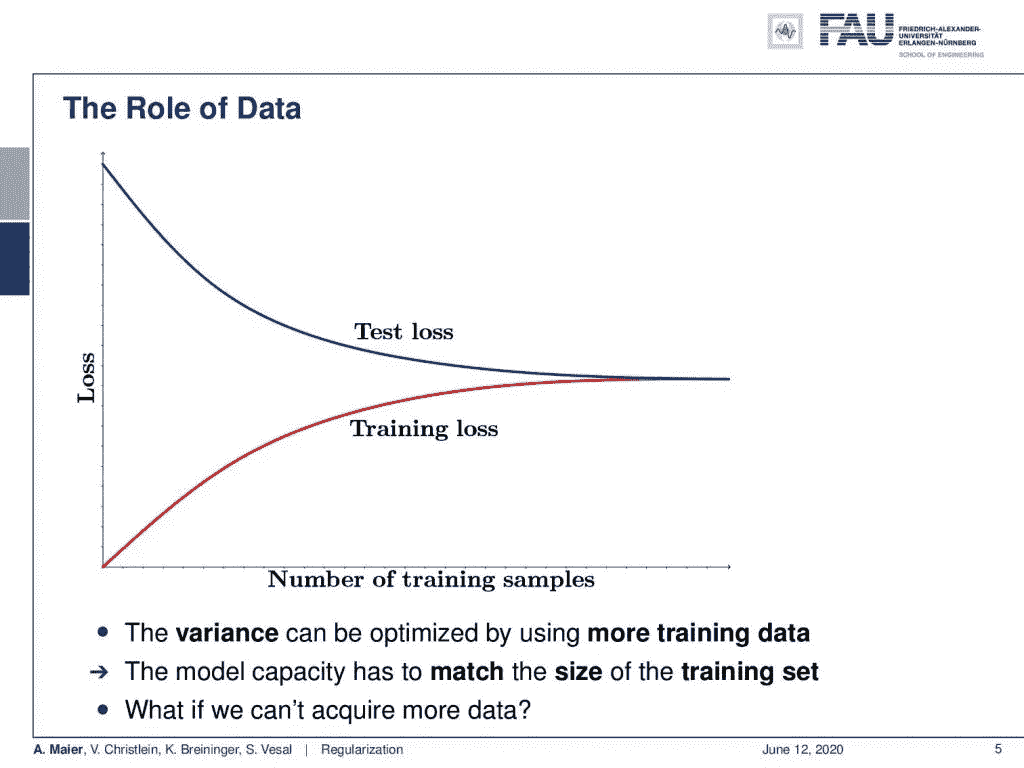 FAU
FRIEDRICH-ALEXANDER-
UNIVERSITÄT
ERLANGEN-NÜRNBERG
SCHOOL OF ENGINEERING
The Role of Data
Test loss
Loss
Training loss
Number of training samples
• The variance can be optimized by using more training data
➔ The model capacity has to match the size of the training set
• What if we can't acquire more data?
A. Maier, V. Christlein, K. Breininger, S. Vesal | Regularization June 12, 2020 5